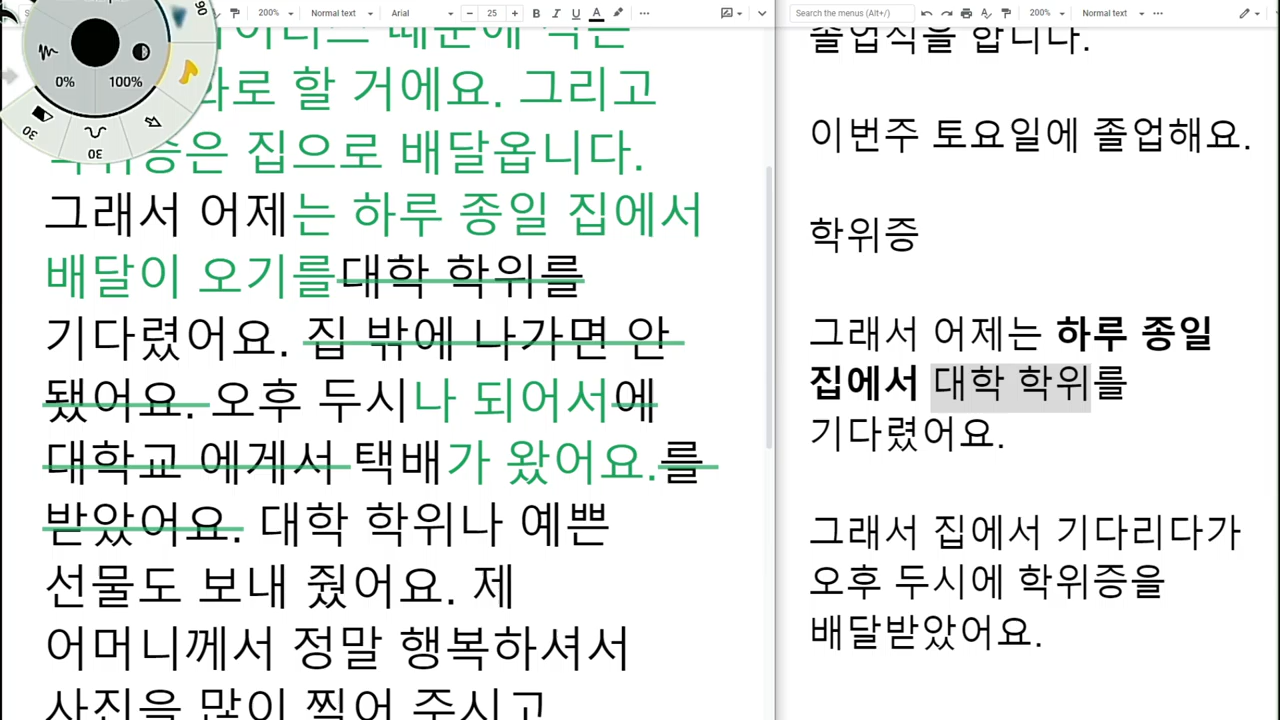 200%
Normal text
Arial
25
B I U A
Search the menus (Alt+/)
200%
Normal text
90
0%
100%
30
30
때문에
로 할 거에요. 그리고
은 집으로 배달옵니다.
그래서 어제는 하루 종일 집에서
배달이 오기를대학 학위를
기다렸어요. 집 밖에 나가면 안
됐어요. 오후 두시나 되어서에
대학교 에게서 택배가 왔어요.를
받았어요. 대학 학위나 예쁜
선물도 보내 줬어요. 제
어머니께서 정말 행복하셔서
사진을 많이 찍어 주시고
졸업식을 합니다.
이번주 토요일에 졸업해요.
학위증
그래서 어제는 하루 종일
집에서 대학 학위를
기다렸어요.
그래서 집에서 기다리다가
오후 두시에 학위증을
배달받았어요.